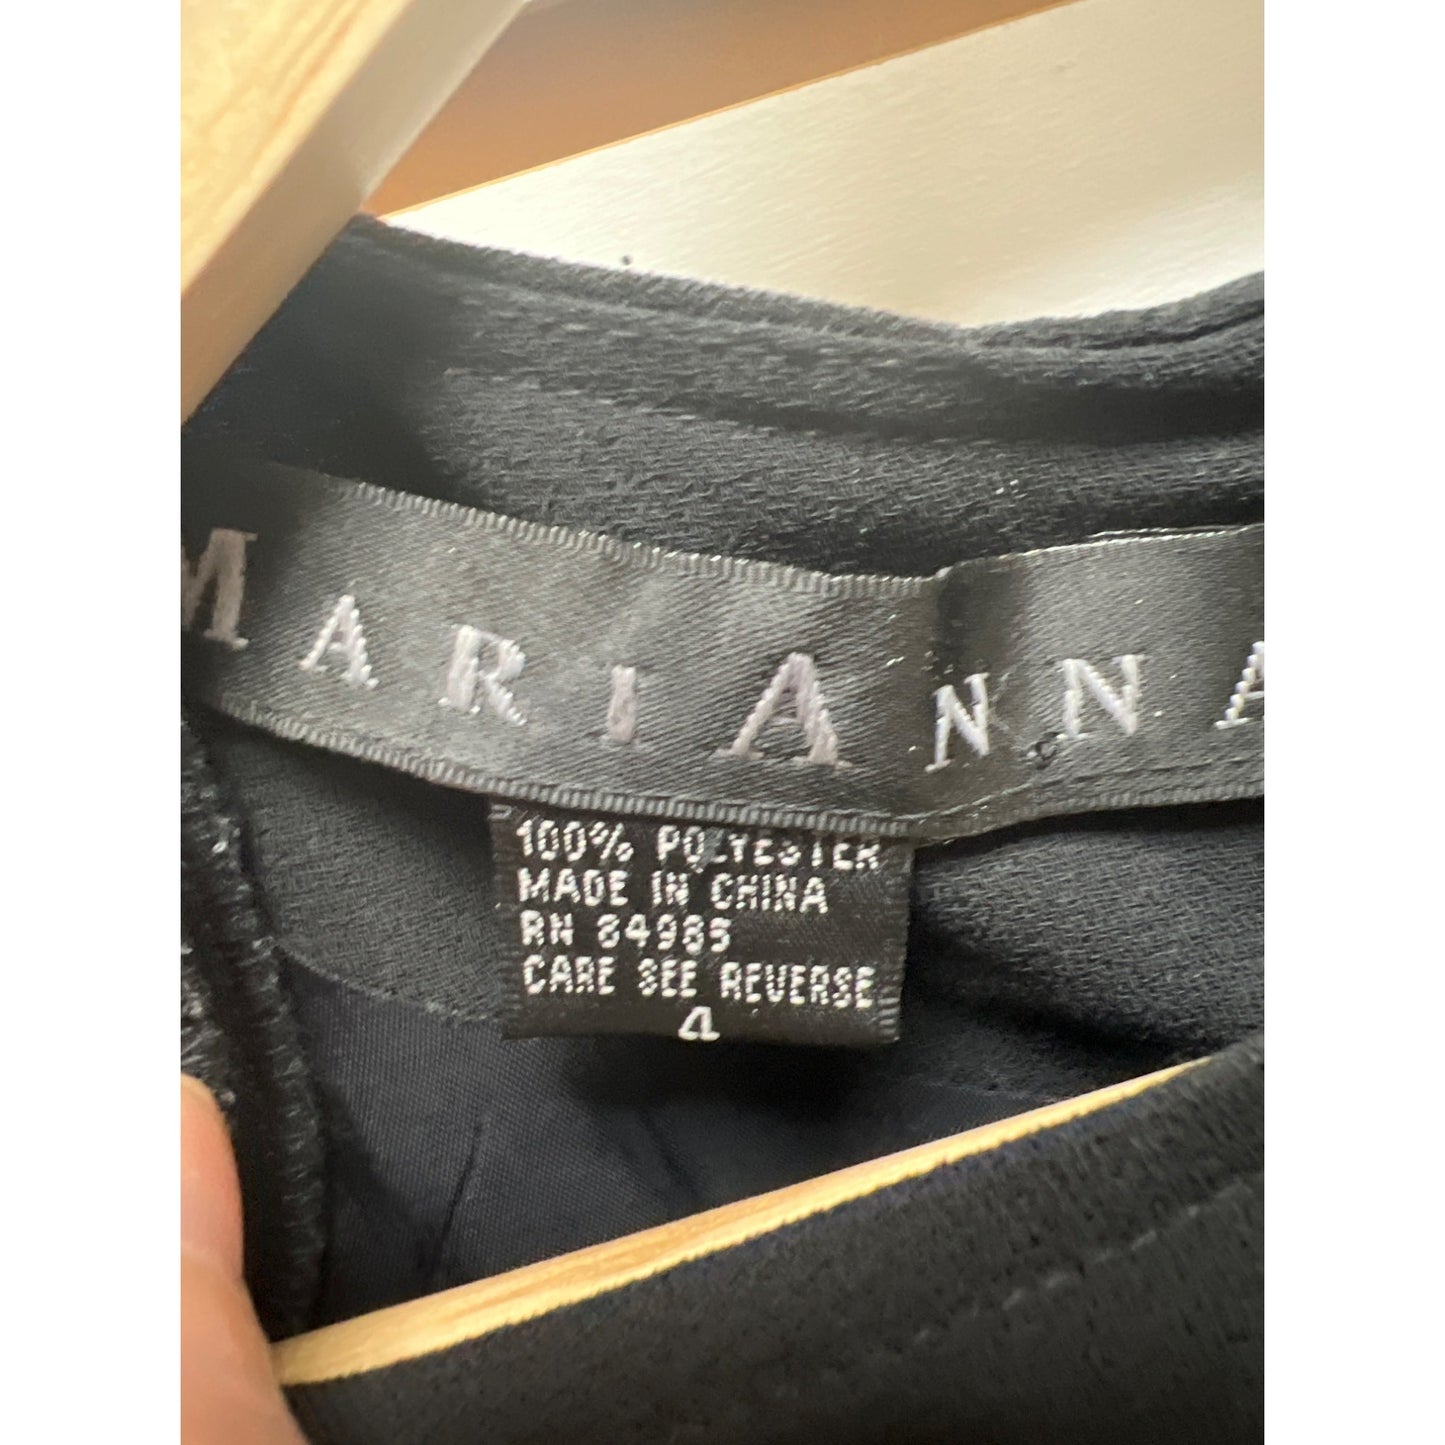 MARIANNA
100% POLYESTER
MADE IN CHINA
RN 84985
CARE SEE REVERSE
4